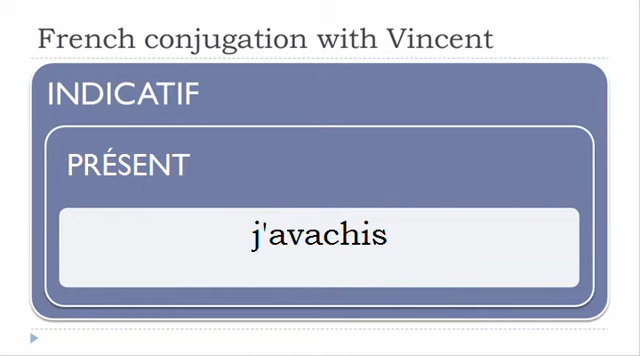 French conjugation with Vincent
INDICATIF
PRÉSENT
j'avachis